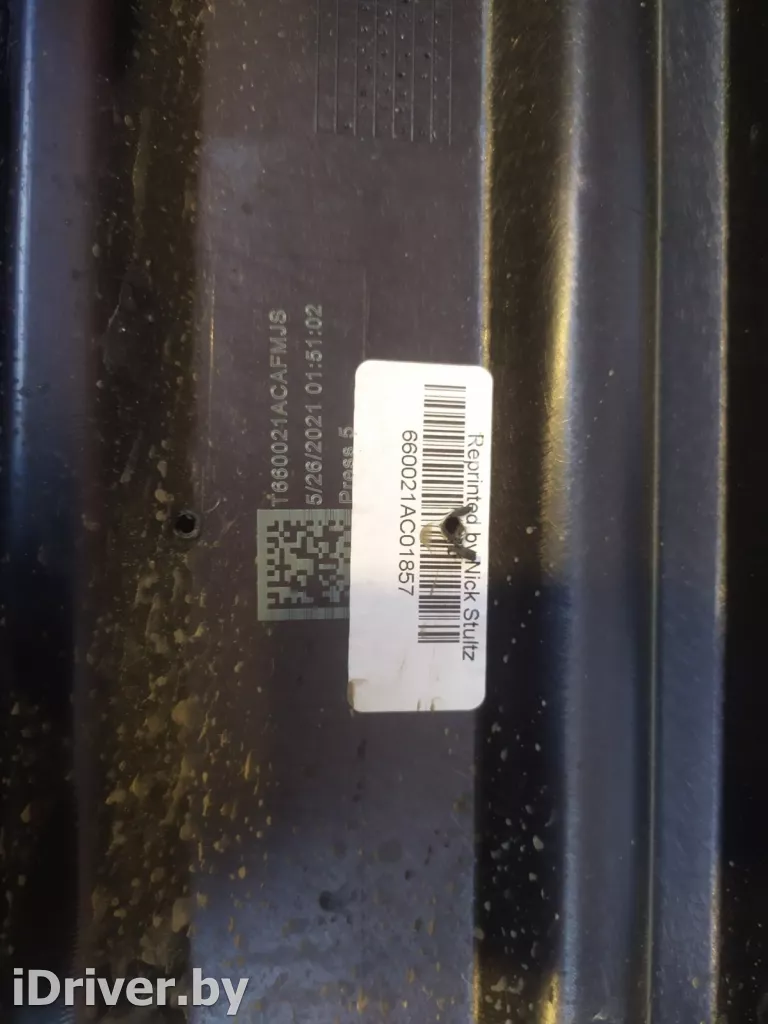 T660021ACAFMJS
5/26/2021 01:51:02
Press 5
Reprinted by Nick Stultz
660021AC01857
iDriver.by